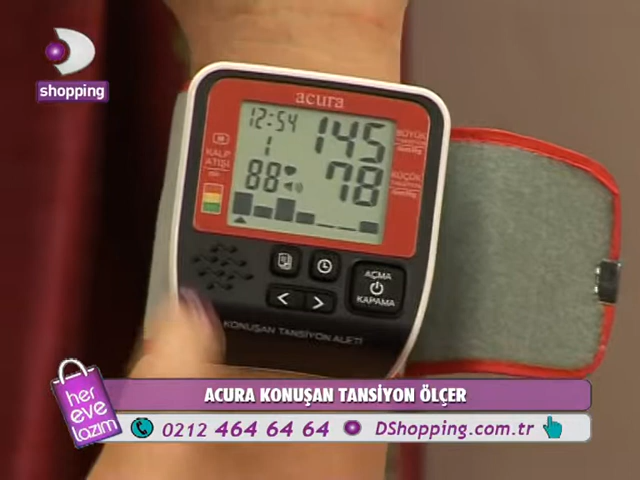 shopping
acura
12:54
145
BÜYÜK
1
KALP
ATIŞI
78
KÜÇÜK
88
AÇMA
KAPAMA
KONUŞAN TANSİYON ALETİ
her
eve
lazım
ACURA KONUŞAN TANSİYON ÖLÇER
0212 464 64 64
DShopping.com.tr